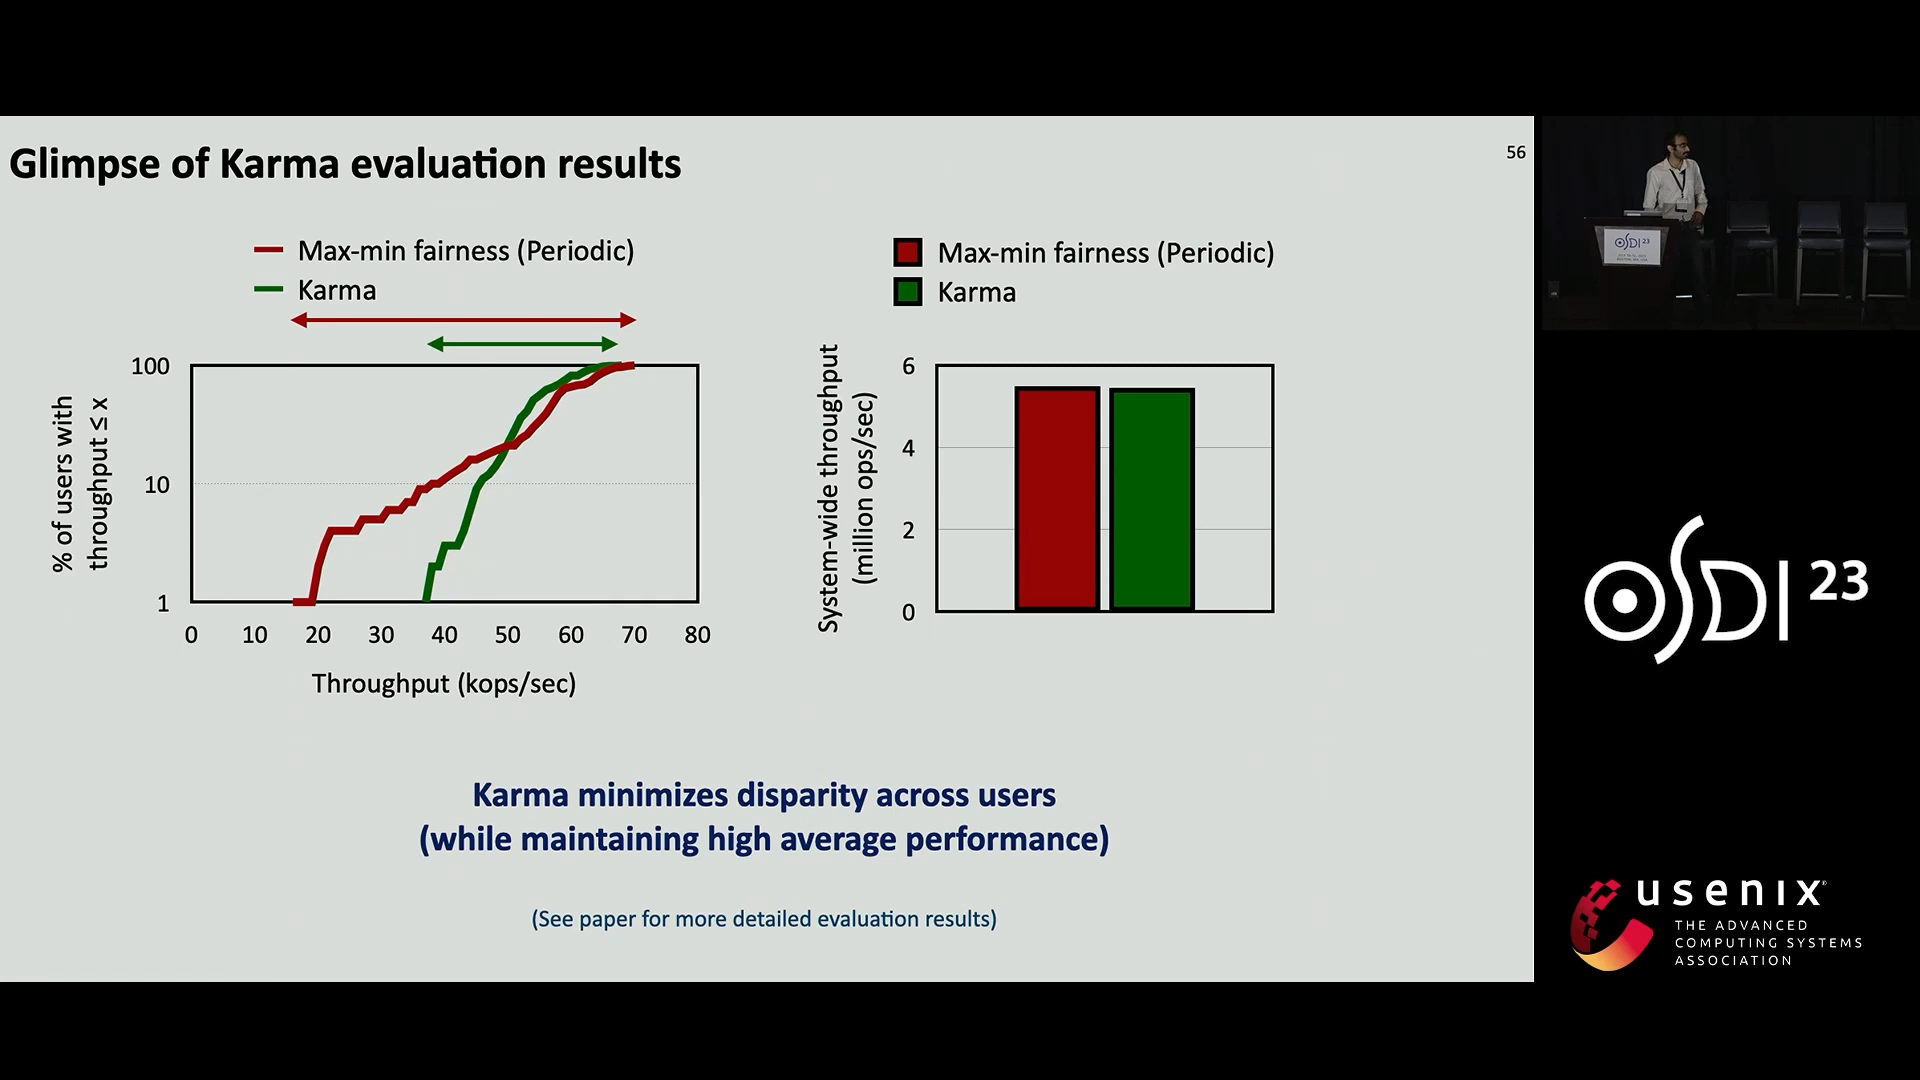 Glimpse of Karma evaluation results
56
Max-min fairness (Periodic)
Karma
% of users with
throughput ≤ x
100
10
1
0 10 20 30 40 50 60 70 80
Throughput (kops/sec)
Max-min fairness (Periodic)
Karma
System-wide throughput
(million ops/sec)
6
4
2
0
Karma minimizes disparity across users
(while maintaining high average performance)
(See paper for more detailed evaluation results)
OSDI 23
OSDI 23
usenix®
THE ADVANCED
COMPUTING SYSTEMS
ASSOCIATION